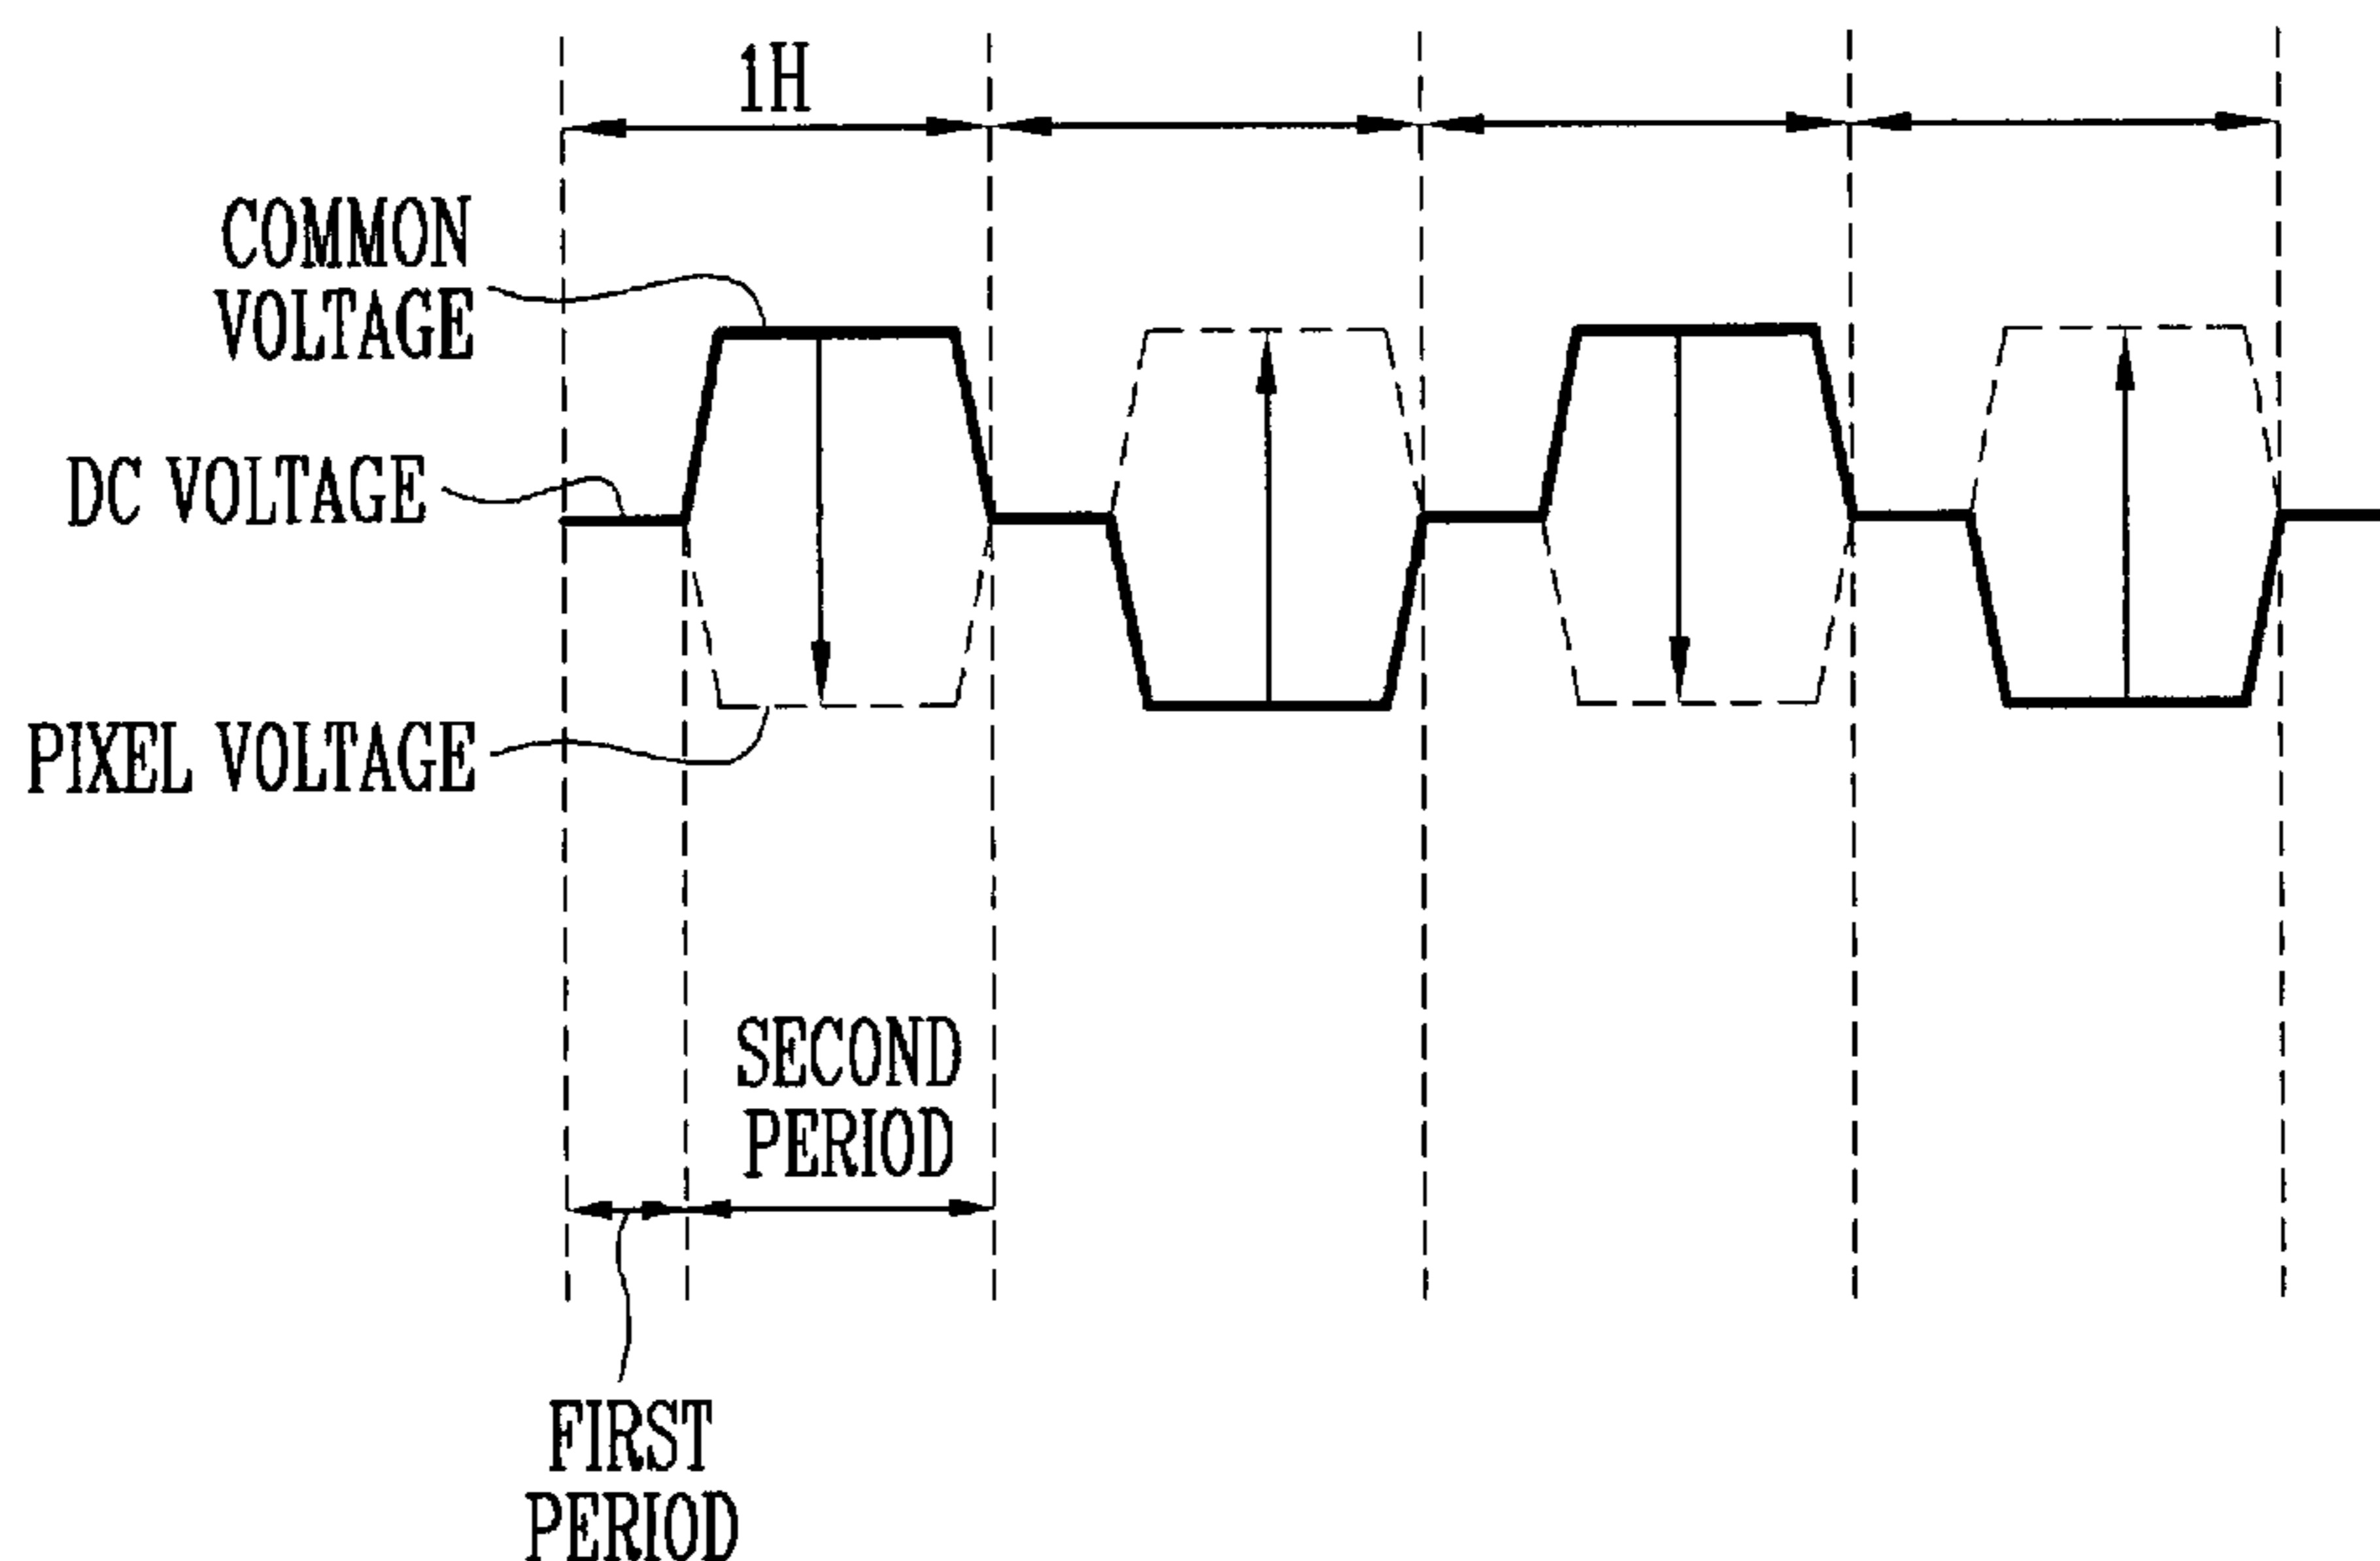 1H
COMMON
VOLTAGE
DC VOLTAGE
PIXEL VOLTAGE
SECOND
PERIOD
FIRST
PERIOD